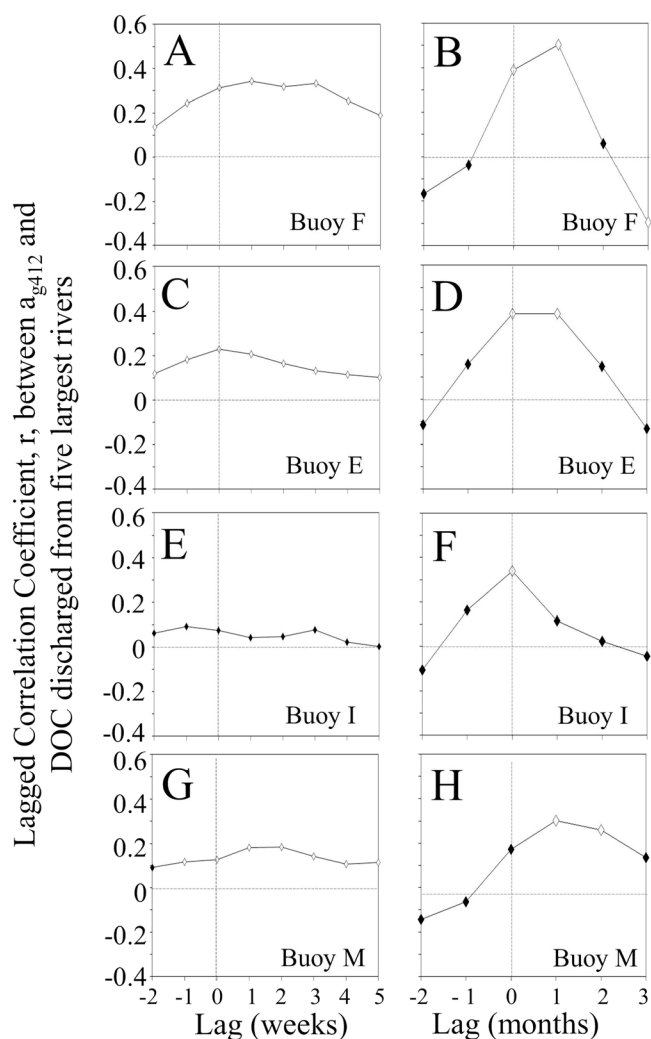 Lagged Correlation Coefficient, r, between ag412 and
DOC discharged from five largest rivers
A
0.6
0.4
0.2
0
-0.2
-0.4
Buoy F
B
Buoy F
C
0.6
0.4
0.2
0
-0.2
-0.4
Buoy E
D
Buoy E
E
0.6
0.4
0.2
0
-0.2
-0.4
Buoy I
F
Buoy I
G
0.6
0.4
0.2
0
-0.2
-0.4
Buoy M
H
Buoy M
-2 -1 0 1 2 3 4 5
Lag (weeks)
-2 -1 0 1 2 3
Lag (months)